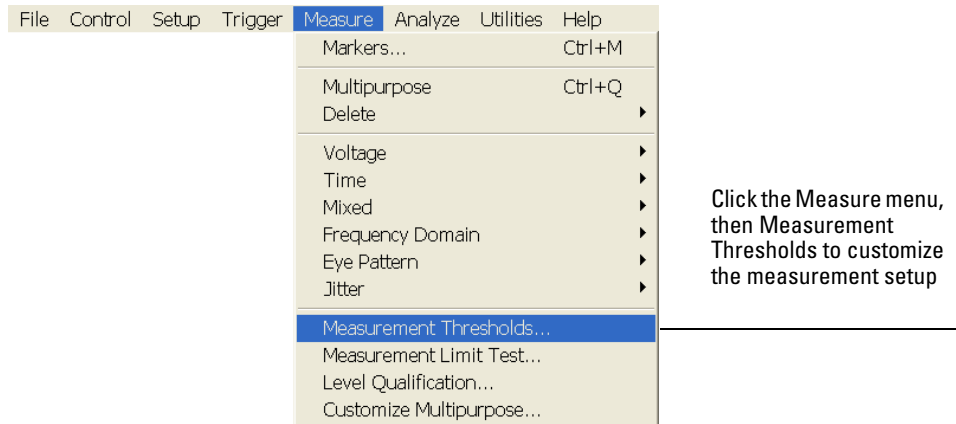 File Control Setup Trigger Measure Analyze Utilities Help
Markers... Ctrl+M
Multipurpose Ctrl+Q
Delete
Voltage
Time
Mixed
Frequency Domain
Eye Pattern
Jitter
Measurement Thresholds...
Measurement Limit Test...
Level Qualification...
Customize Multipurpose...
Click the Measure menu,
then Measurement
Thresholds to customize
the measurement setup